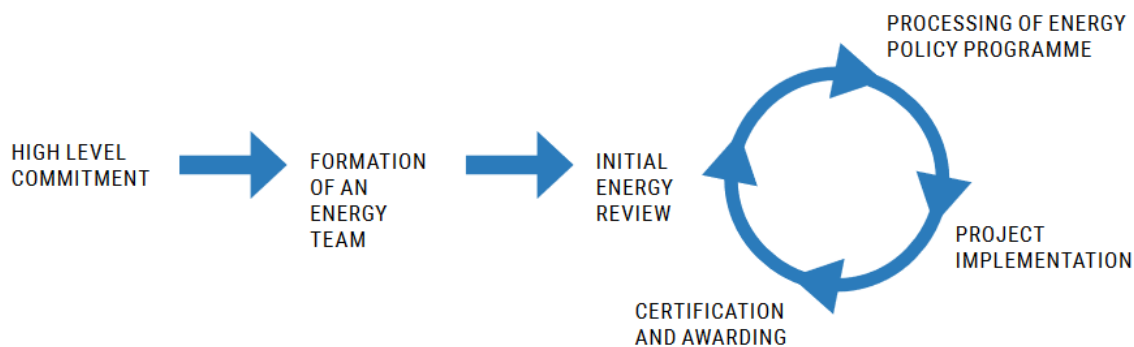 HIGH LEVEL
COMMITMENT
FORMATION
OF AN
ENERGY
TEAM
INITIAL
ENERGY
REVIEW
PROCESSING OF ENERGY
POLICY PROGRAMME
PROJECT
IMPLEMENTATION
CERTIFICATION
AND AWARDING